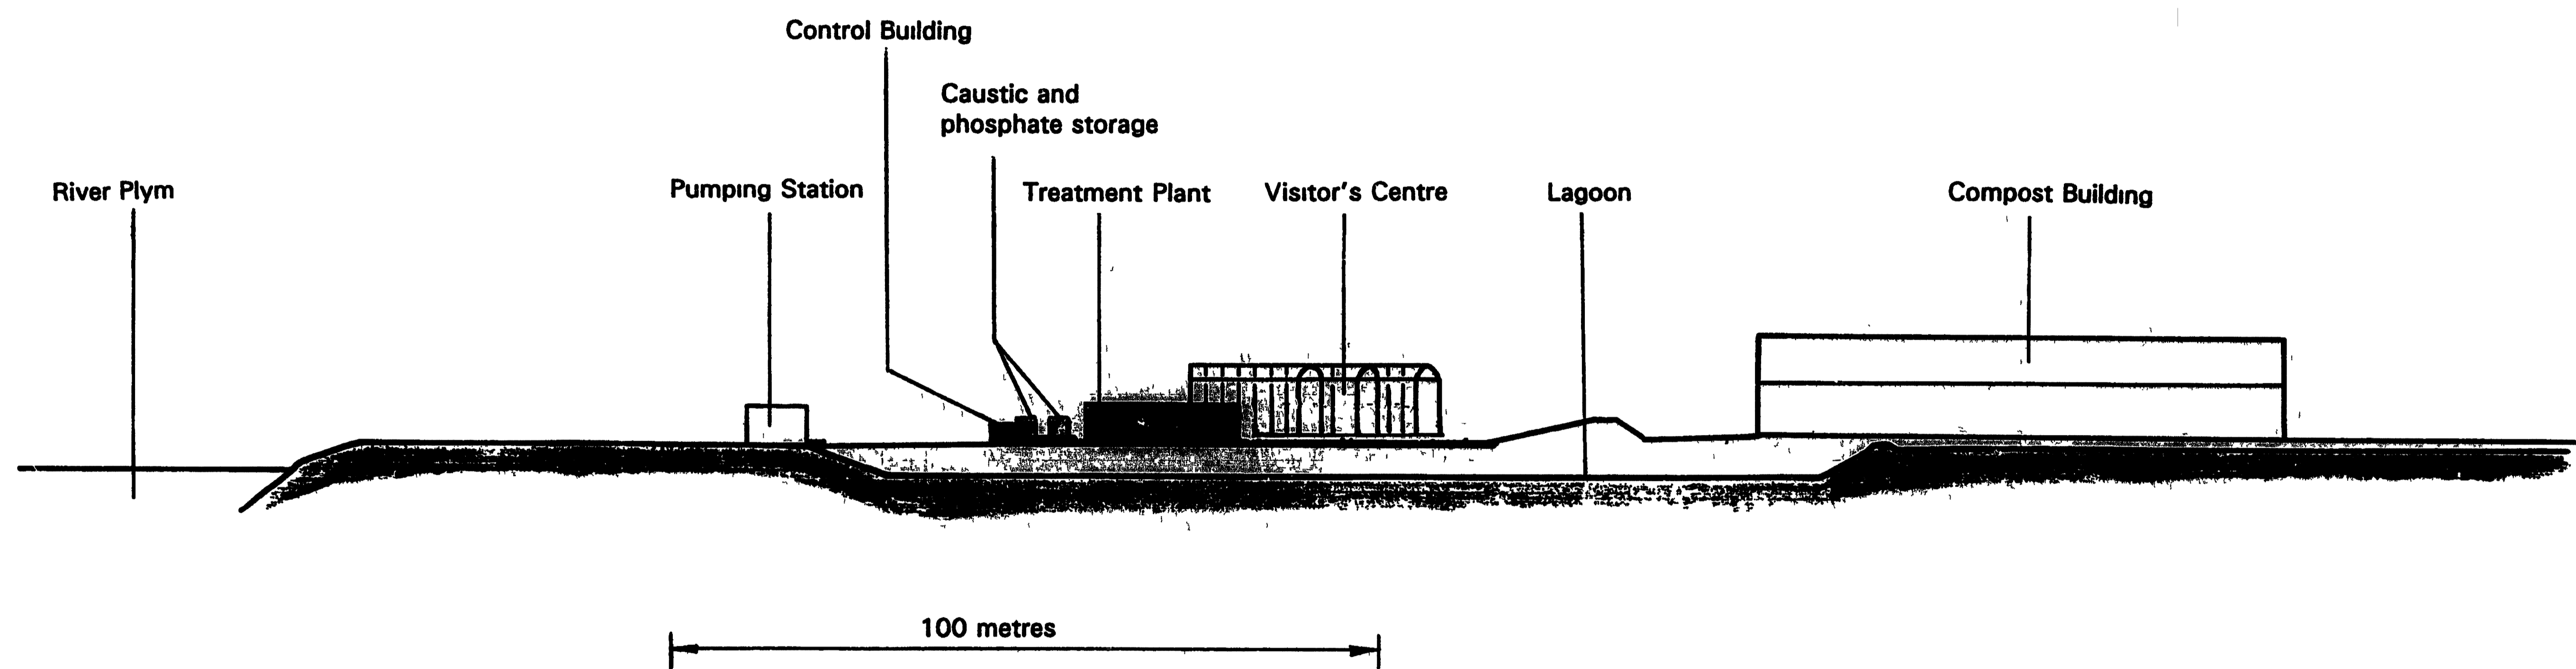 Control Building
Caustic and
phosphate storage
River Plym
Pumping Station
Treatment Plant
Visitor's Centre
Lagoon
Compost Building
100 metres